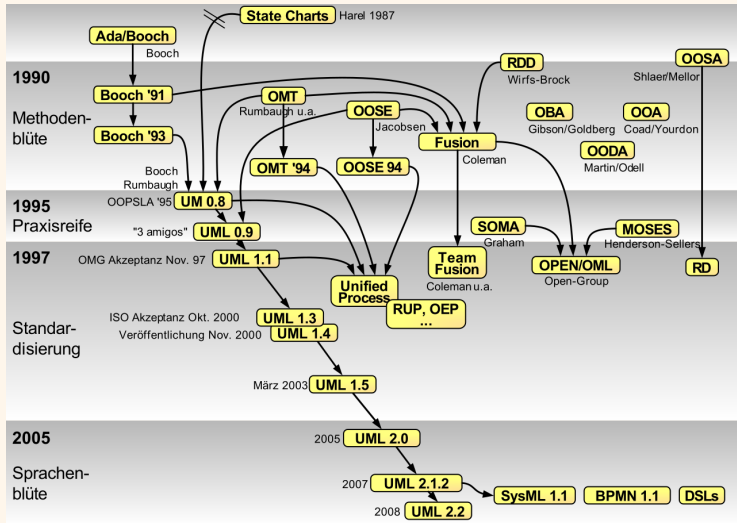 State Charts Harel 1987
Ada/Booch
Booch
RDD
Wirfs-Brock
OOSA
Shlaer/Mellor
1990
Methoden-
blüte
Booch '91
OMT
Rumbaugh u.a.
OOSE
Jacobsen
OBA
Gibson/Goldberg
OOA
Coad/Yourdon
Booch '93
Fusion
Coleman
OODA
Martin/Odell
OMT '94
OOSE 94
Booch
Rumbaugh
1995
Praxisreife
OOPSLA '95 UM 0.8
"3 amigos" UML 0.9
SOMA
Graham
MOSES
Henderson-Sellers
1997
OMG Akzeptanz Nov. 97 UML 1.1
Team
Fusion
Coleman u.a.
OPEN/OML
Open-Group
RD
Unified
Process
RUP, OEP
...
Standar-
disierung
ISO Akzeptanz Okt. 2000 UML 1.3
Veröffentlichung Nov. 2000 UML 1.4
März 2003 UML 1.5
2005
Sprachen-
blüte
2005 UML 2.0
2007 UML 2.1.2
SysML 1.1 BPMN 1.1 DSLs
2008 UML 2.2